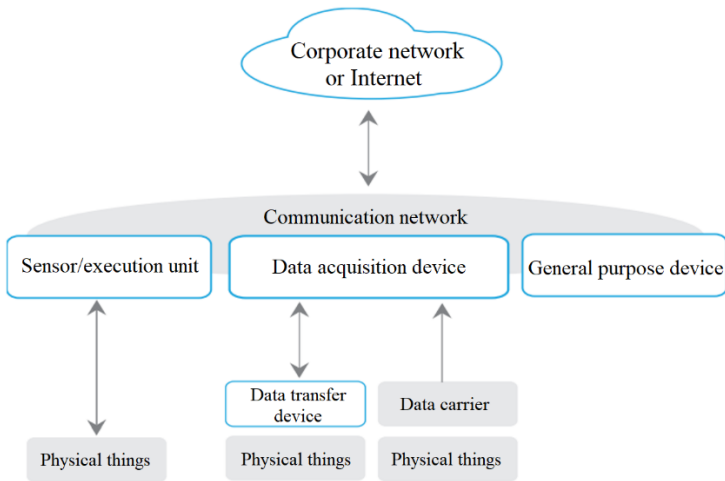 Corporate network
or Internet
Communication network
Sensor/execution unit
Data acquisition device
General purpose device
Data transfer
device
Data carrier
Physical things
Physical things
Physical things